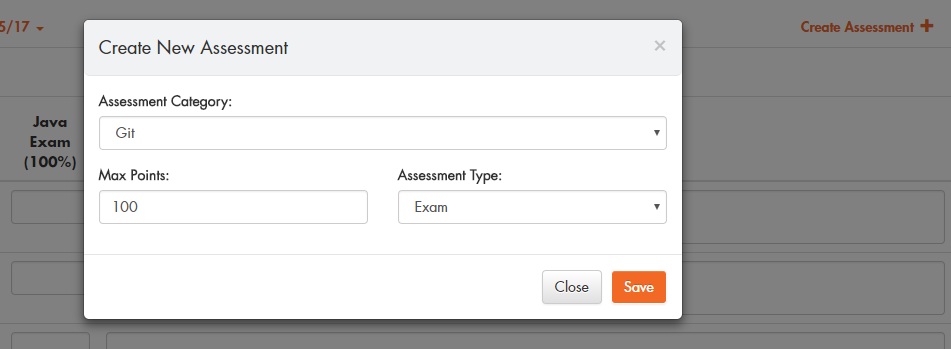 5/17
Create Assessment
Create New Assessment
×
Java
Exam
(100%)
Assessment Category:
Git
Max Points:
Assessment Type:
100
Exam
Close
Save